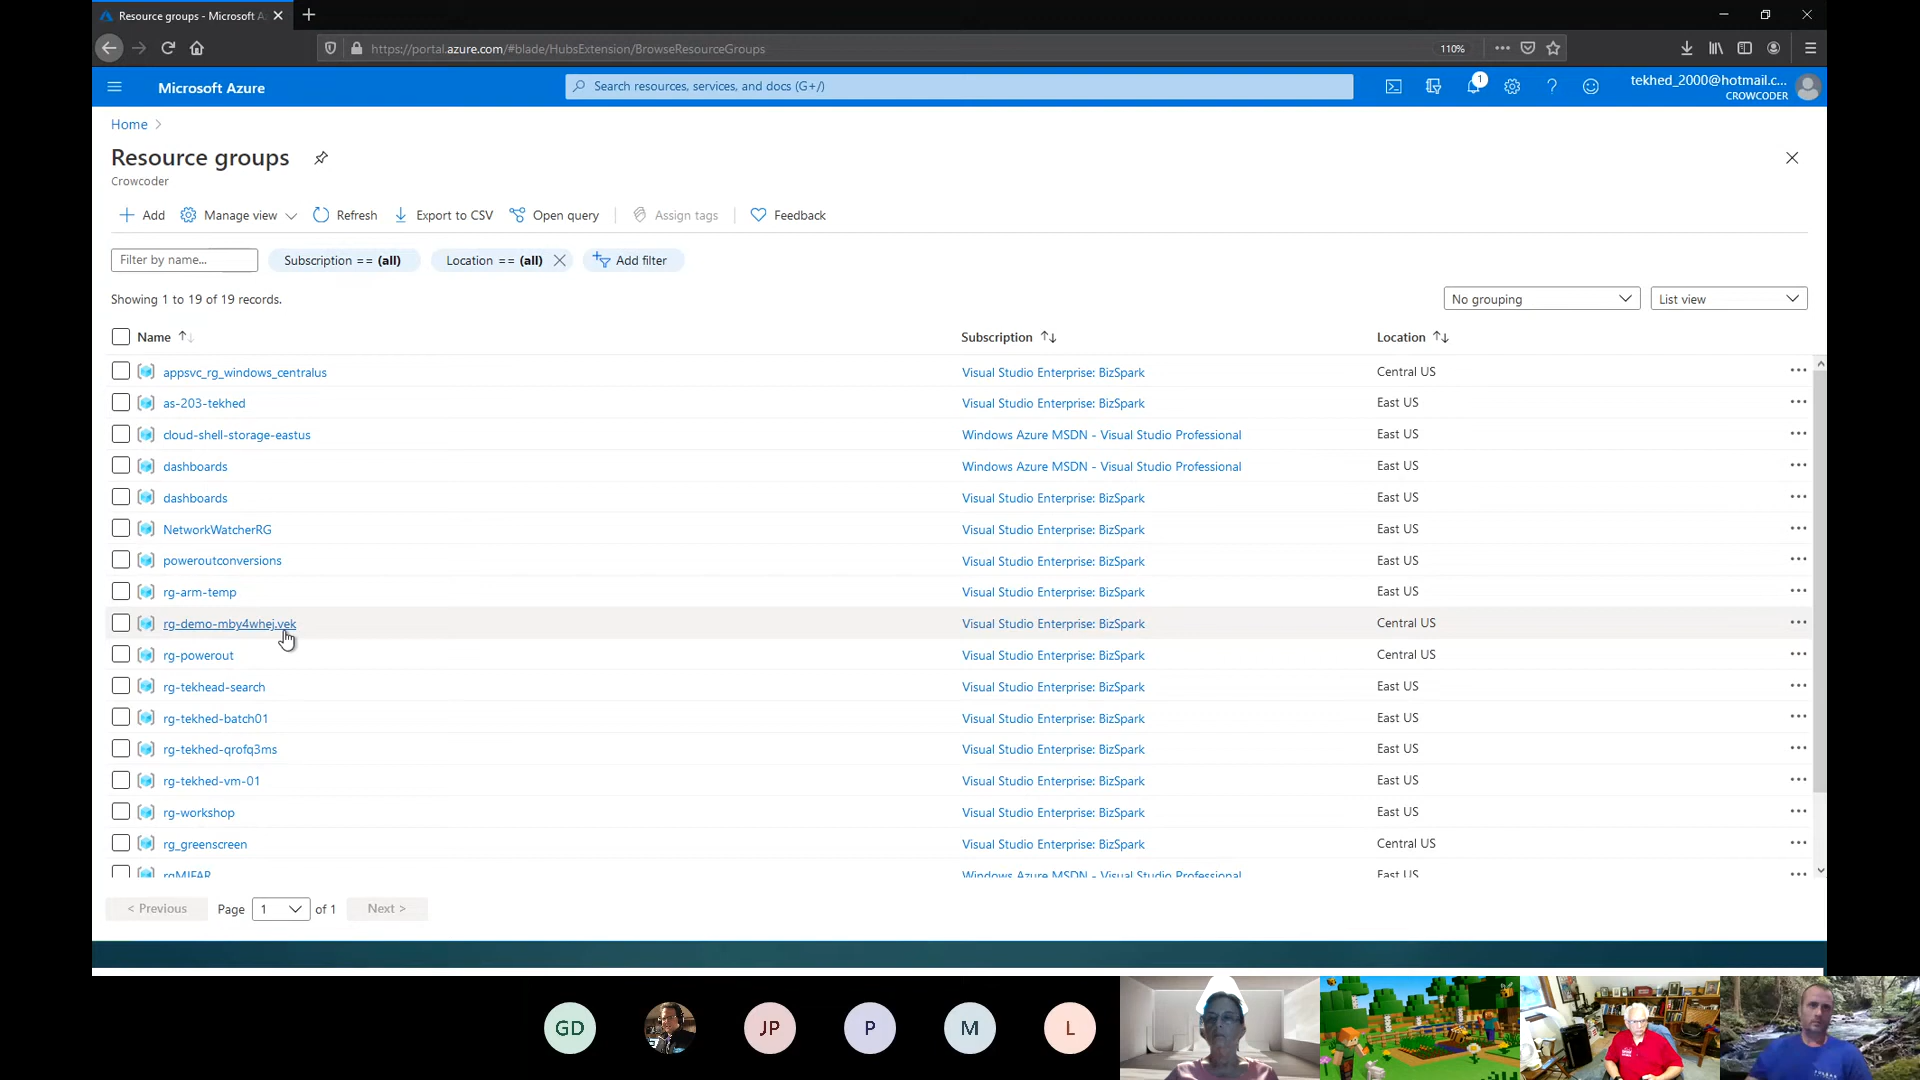 Resource groups - Microsoft A
https://portal.azure.com/#blade/HubsExtension/BrowseResourceGroups
110%
Microsoft Azure
Search resources, services, and docs (G+/)
1
tekhed_2000@hotmail.c...
CROWCODER
Home
Resource groups
Crowcoder
Add
Manage view
Refresh
Export to CSV
Open query
Assign tags
Feedback
Filter by name...
Subscription == (all)
Location == (all)
Add filter
Showing 1 to 19 of 19 records.
No grouping
List view
Name Subscription Location
appsvc_rg_windows_centralus Visual Studio Enterprise: BizSpark Central US
as-203-tekhed Visual Studio Enterprise: BizSpark East US
cloud-shell-storage-eastus Windows Azure MSDN - Visual Studio Professional East US
dashboards Windows Azure MSDN - Visual Studio Professional East US
dashboards Visual Studio Enterprise: BizSpark East US
NetworkWatcherRG Visual Studio Enterprise: BizSpark East US
poweroutconversions Visual Studio Enterprise: BizSpark East US
rg-arm-temp Visual Studio Enterprise: BizSpark East US
rg-demo-mby4whej.vek Visual Studio Enterprise: BizSpark Central US
rg-powerout Visual Studio Enterprise: BizSpark Central US
rg-tekhead-search Visual Studio Enterprise: BizSpark East US
rg-tekhed-batch01 Visual Studio Enterprise: BizSpark East US
rg-tekhed-qrofq3ms Visual Studio Enterprise: BizSpark East US
rg-tekhed-vm-01 Visual Studio Enterprise: BizSpark East US
rg-workshop Visual Studio Enterprise: BizSpark East US
rg_greenscreen Visual Studio Enterprise: BizSpark Central US
rgMIFAR Windows Azure MSDN - Visual Studio Professional East US
< Previous Page 1 of 1 Next >
GD JP P M L